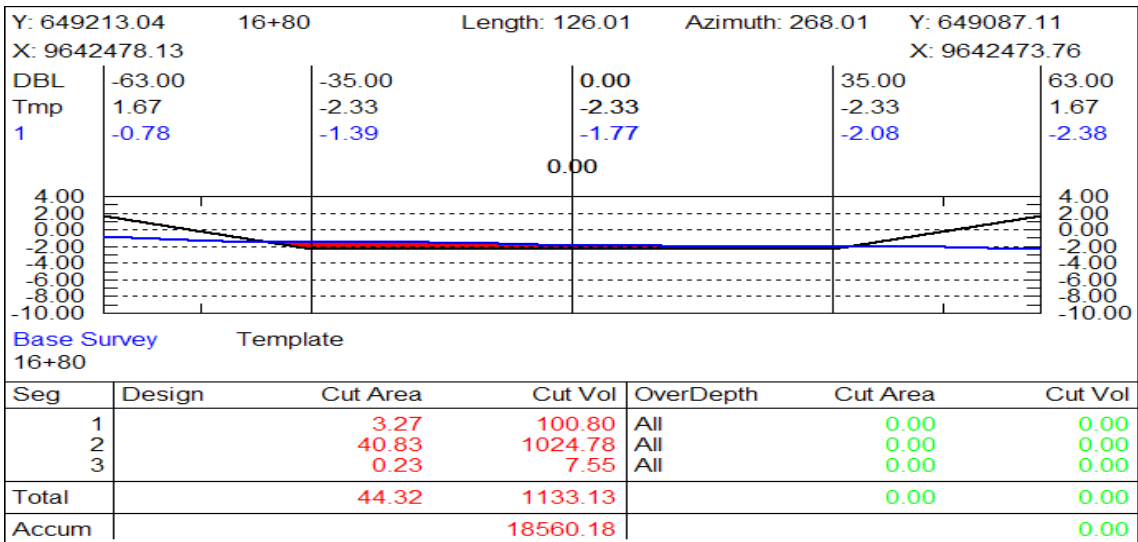 Y: 649213.04 16+80 Length: 126.01 Azimuth: 268.01 Y: 649087.11
X: 9642478.13 X: 9642473.76
DBL -63.00 -35.00 0.00 35.00 63.00
Tmp 1.67 -2.33 -2.33 -2.33 1.67
1 -0.78 -1.39 -1.77 -2.08 -2.38
0.00
4.00 4.00
2.00 2.00
0.00 0.00
-2.00 -2.00
-4.00 -4.00
-6.00 -6.00
-8.00 -8.00
-10.00 -10.00
Base Survey Template
16+80
Seg Design Cut Area Cut Vol OverDepth Cut Area Cut Vol
1 3.27 100.80 All 0.00 0.00
2 40.83 1024.78 All 0.00 0.00
3 0.23 7.55 All 0.00 0.00
Total 44.32 1133.13 0.00 0.00
Accum 18560.18 0.00